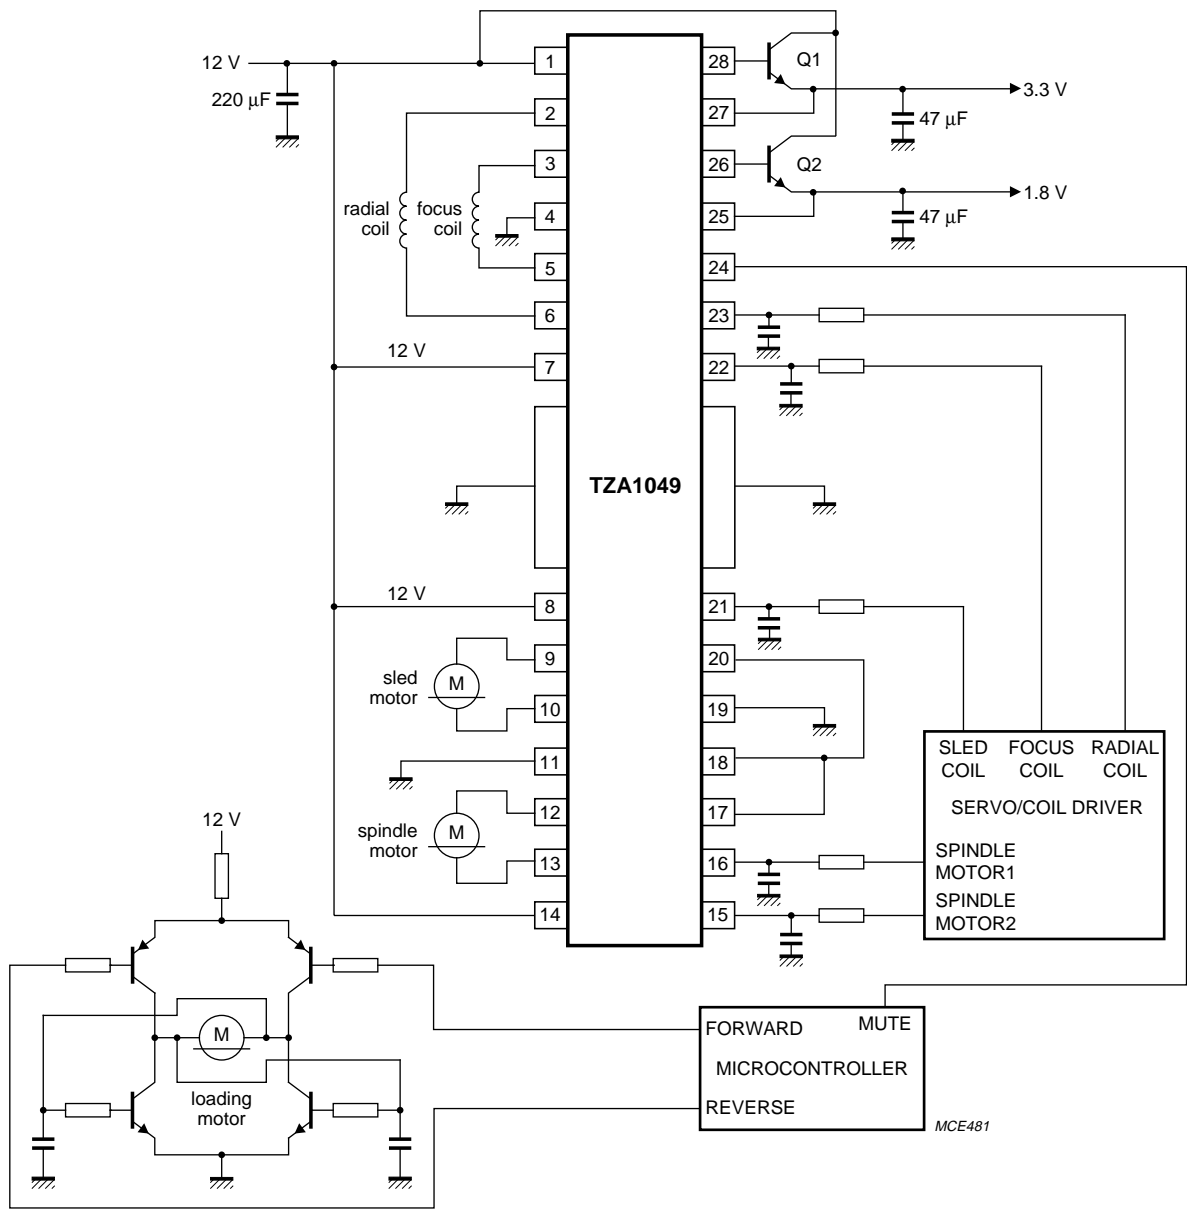 12 V
220 μF
1
2
3
4
5
6
7
8
9
10
11
12
13
14
radial
coil
focus
coil
12 V
12 V
TZA1049
28
27
26
25
24
23
22
21
20
19
18
17
16
15
Q1
3.3 V
47 μF
Q2
1.8 V
47 μF
sled
motor
M
spindle
motor
M
SLED
COIL
FOCUS
COIL
RADIAL
COIL
SERVO/COIL DRIVER
SPINDLE
MOTOR1
SPINDLE
MOTOR2
12 V
M
loading
motor
FORWARD
MUTE
MICROCONTROLLER
REVERSE
MCE481